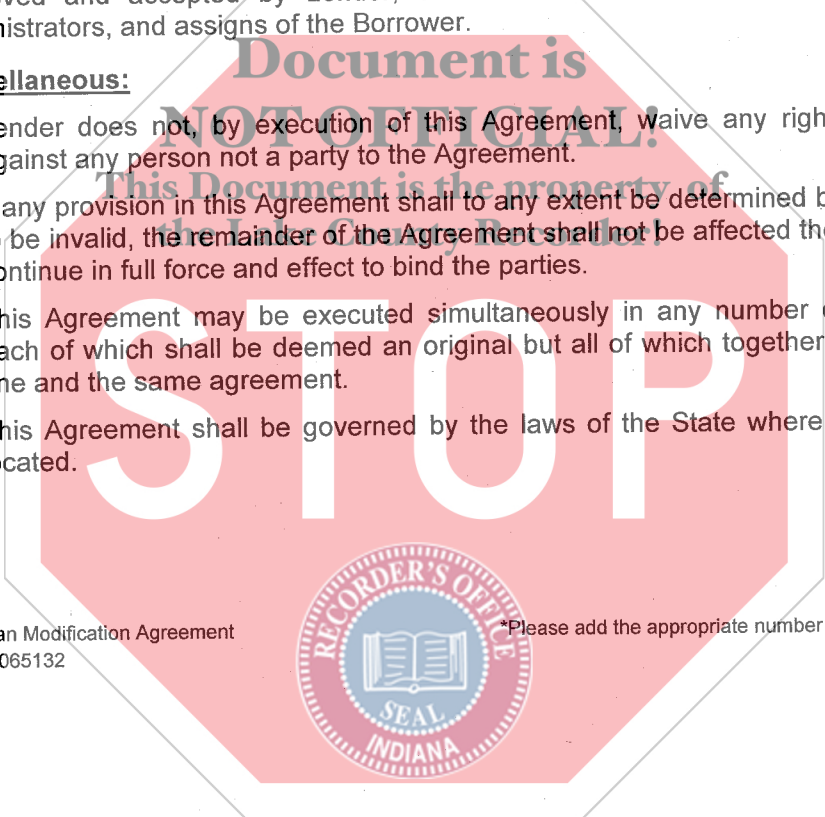 and accepted by
istrators, and assigns of the Borrower.
Document is
ellaneous:
NOT OFFICIAL!
ender does not, by execution of this Agreement, waive any righ
gainst any person not a party to the Agreement.
This Document is the property of
any provision in this Agreement shall to any extent be determined b
the Lake County Recorder!
be invalid, the remainder of the Agreement shall not be affected the
ontinue in full force and effect to bind the parties.
his Agreement may be executed simultaneously in any number
ach of which shall be deemed an original but all of which together
ne and the same agreement.
STOP
his Agreement shall be governed by the laws of the State where
ocated.
RECORDER'S OFFICE
an Modification Agreement
*Please add the appropriate number
065132
SEAL
INDIANA